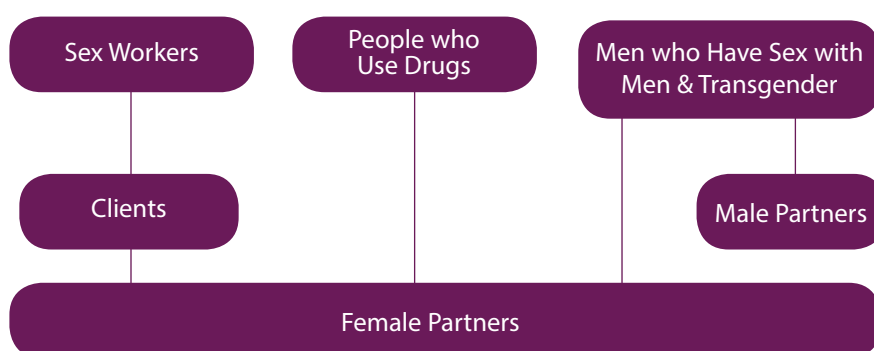 Sex Workers
People who
Use Drugs
Men who Have Sex with
Men & Transgender
Clients
Male Partners
Female Partners